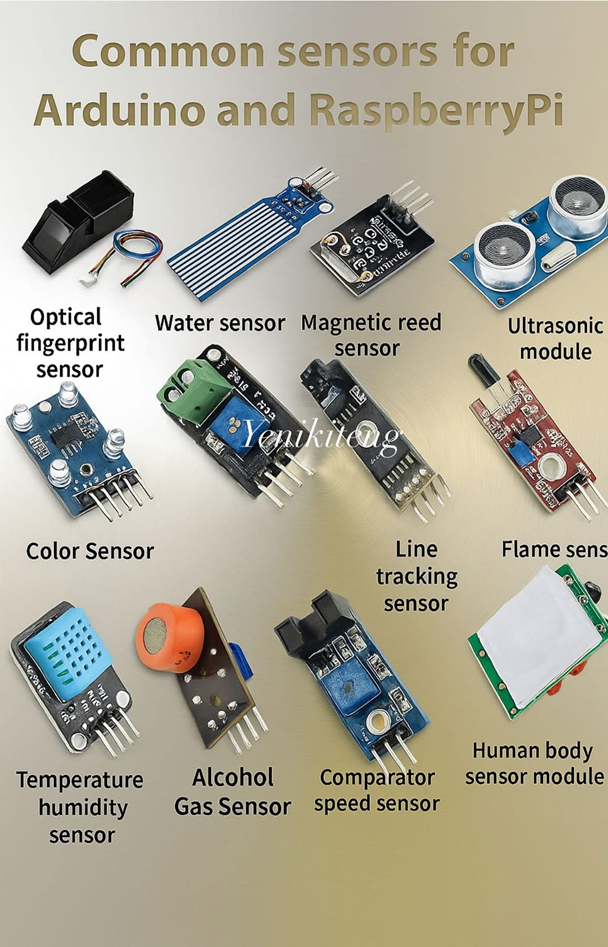 Common sensors for
Arduino and RaspberryPi
Optical
fingerprint
sensor
Water sensor
Magnetic reed
sensor
Ultrasonic
module
Yenikiteng
Color Sensor
Line
tracking
sensor
Flame sens
Temperature
humidity
sensor
Alcohol
Gas Sensor
Comparator
speed sensor
Human body
sensor module